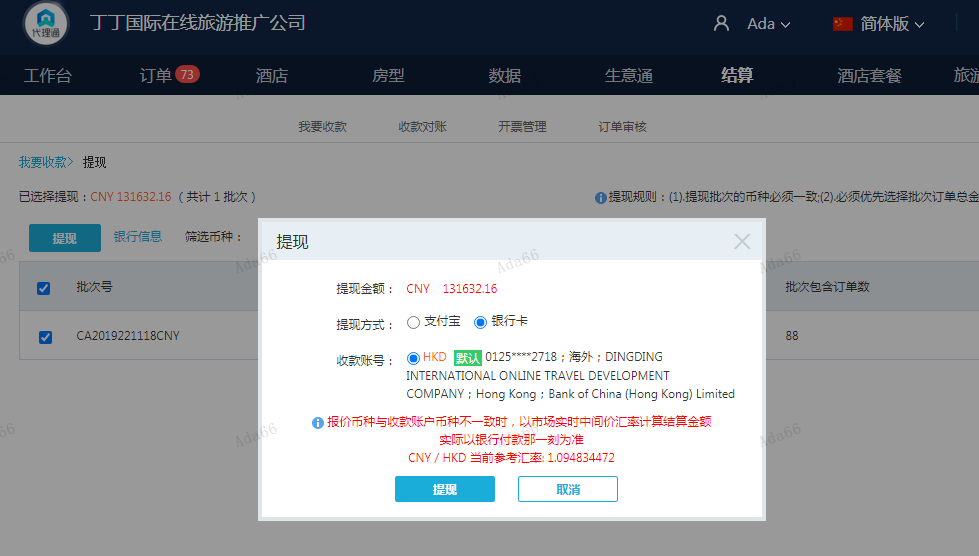 代理通
丁丁国际在线旅游推广公司
Ada
简体版
工作台 订单 73 酒店 房型 数据 生意通 结算 酒店套餐 旅游
我要收款 收款对账 开票管理 订单审核
我要收款> 提现
已选择提现：CNY 131632.16 （共计 1 批次）
提现规则：(1).提现批次的币种必须一致;(2).必须优先选择批次订单总金
提现 银行信息 筛选币种：
批次号 批次包含订单数
CA2019221118CNY 88
提现
提现金额： CNY 131632.16
提现方式： 支付宝 银行卡
收款账号： HKD 默认 0125****2718；海外；DINGDING
INTERNATIONAL ONLINE TRAVEL DEVELOPMENT
COMPANY；Hong Kong；Bank of China (Hong Kong) Limited
报价币种与收款账户币种不一致时，以市场实时中间价汇率计算结算金额
实际以银行付款那一刻为准
CNY / HKD 当前参考汇率: 1.094834472
提现 取消
Ada66
Ada66
Ada66
Ada66
Ada66